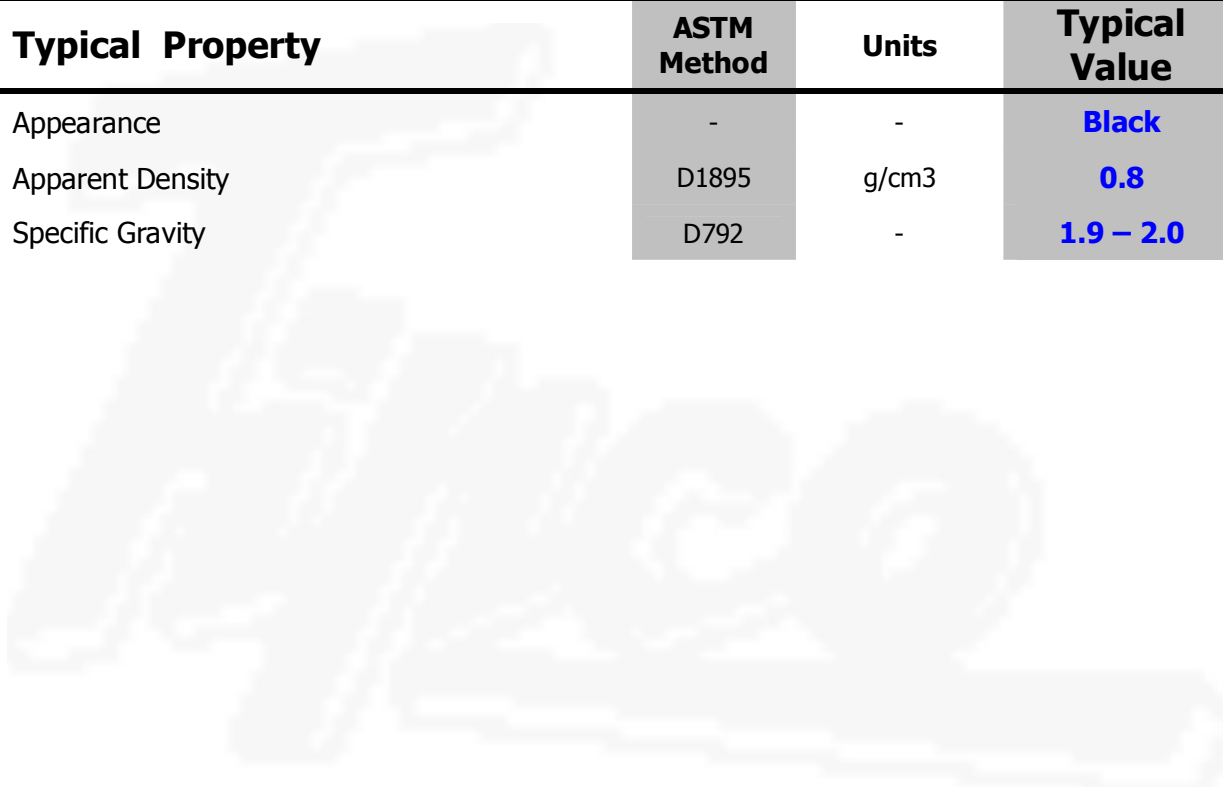 Typical Property ASTM Method Units Typical Value
Appearance - - Black
Apparent Density D1895 g/cm3 0.8
Specific Gravity D792 - 1.9 – 2.0